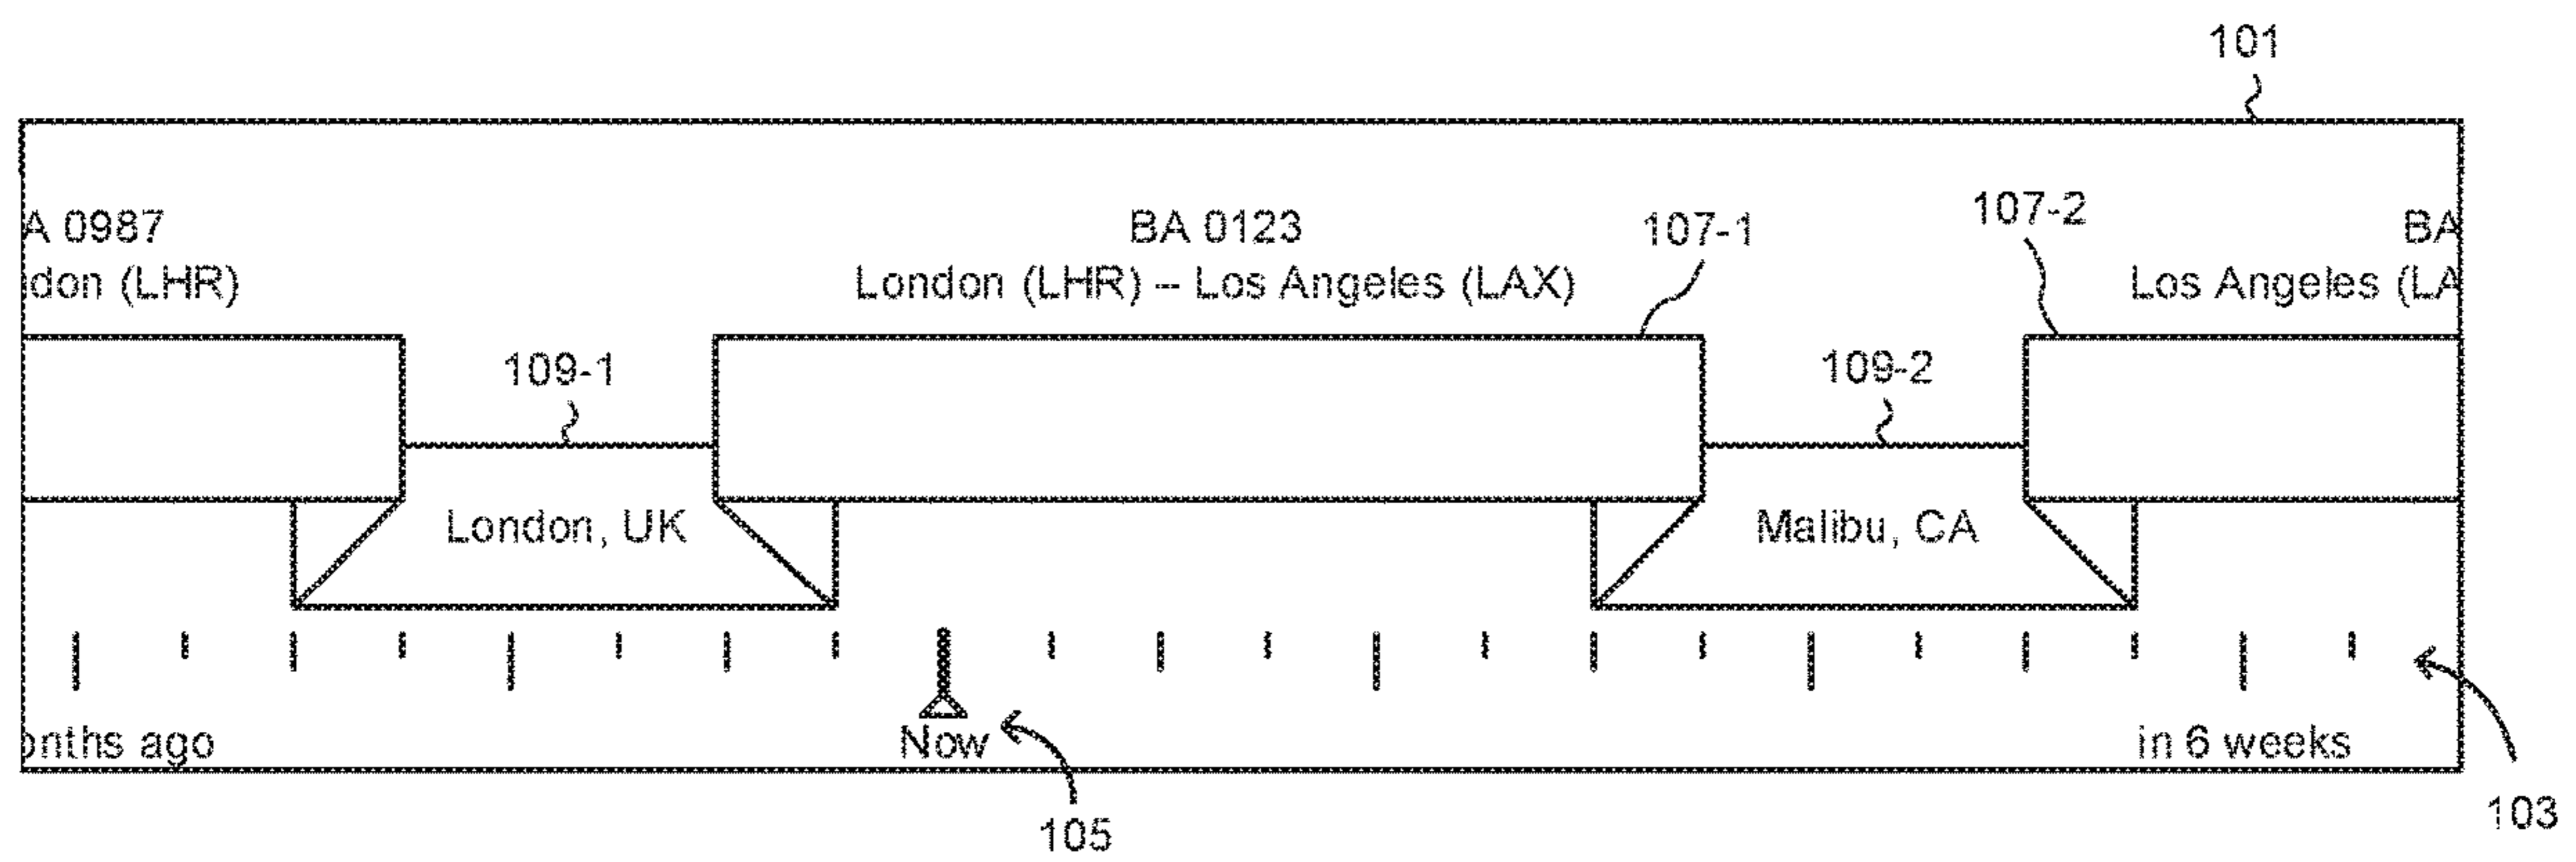 101
A 0987
BA 0123
107-1
107-2
BA
don (LHR)
London (LHR) -- Los Angeles (LAX)
Los Angeles (LA
109-1
109-2
London, UK
Malibu, CA
onths ago
Now
in 6 weeks
105
103